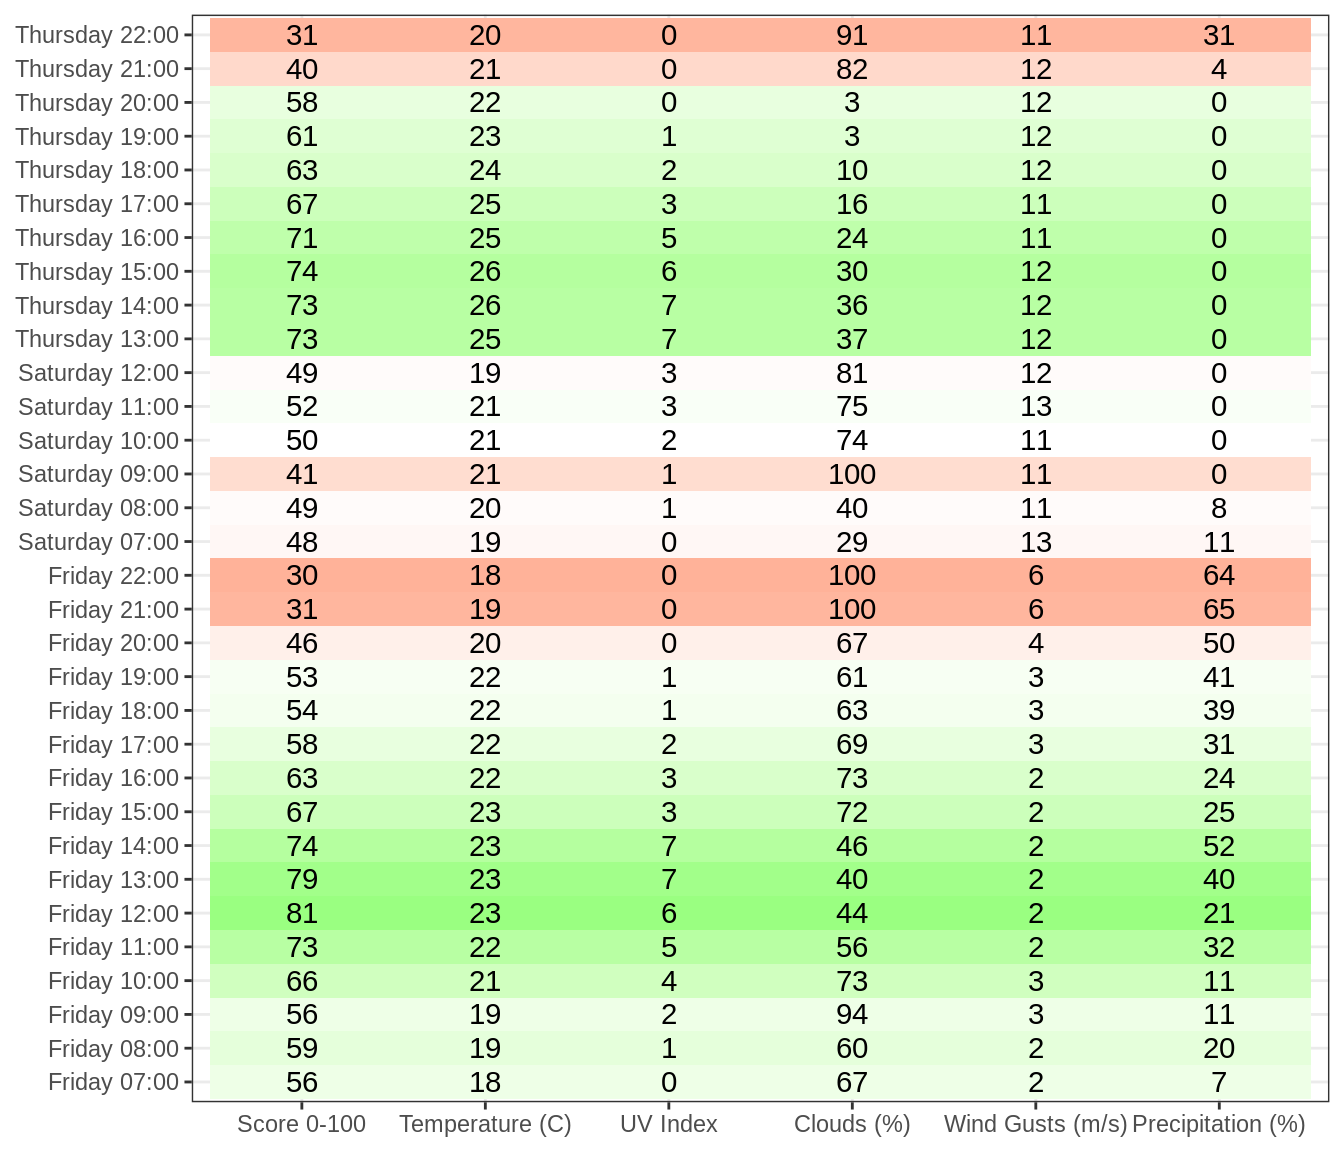 Thursday 22:00 31 20 0 91 11 31
Thursday 21:00 40 21 0 82 12 4
Thursday 20:00 58 22 0 3 12 0
Thursday 19:00 61 23 1 3 12 0
Thursday 18:00 63 24 2 10 12 0
Thursday 17:00 67 25 3 16 11 0
Thursday 16:00 71 25 5 24 11 0
Thursday 15:00 74 26 6 30 12 0
Thursday 14:00 73 26 7 36 12 0
Thursday 13:00 73 25 7 37 12 0
Saturday 12:00 49 19 3 81 12 0
Saturday 11:00 52 21 3 75 13 0
Saturday 10:00 50 21 2 74 11 0
Saturday 09:00 41 21 1 100 11 0
Saturday 08:00 49 20 1 40 11 8
Saturday 07:00 48 19 0 29 13 11
Friday 22:00 30 18 0 100 6 64
Friday 21:00 31 19 0 100 6 65
Friday 20:00 46 20 0 67 4 50
Friday 19:00 53 22 1 61 3 41
Friday 18:00 54 22 1 63 3 39
Friday 17:00 58 22 2 69 3 31
Friday 16:00 63 22 3 73 2 24
Friday 15:00 67 23 3 72 2 25
Friday 14:00 74 23 7 46 2 52
Friday 13:00 79 23 7 40 2 40
Friday 12:00 81 23 6 44 2 21
Friday 11:00 73 22 5 56 2 32
Friday 10:00 66 21 4 73 3 11
Friday 09:00 56 19 2 94 3 11
Friday 08:00 59 19 1 60 2 20
Friday 07:00 56 18 0 67 2 7
Score 0-100 Temperature (C) UV Index Clouds (%) Wind Gusts (m/s) Precipitation (%)